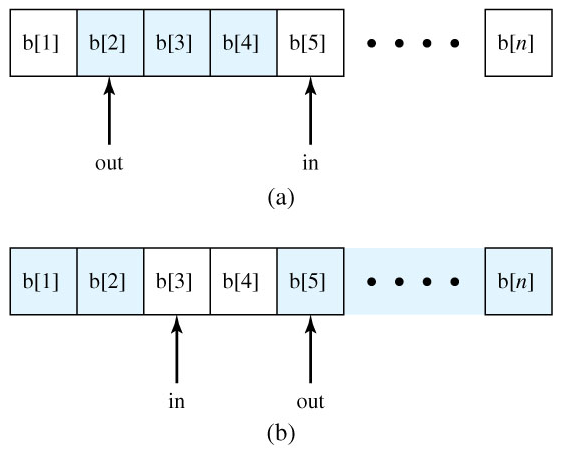 b[1] b[2] b[3] b[4] b[5] • • • • b[n]
out in
(a)
b[1] b[2] b[3] b[4] b[5] • • • • b[n]
in out
(b)